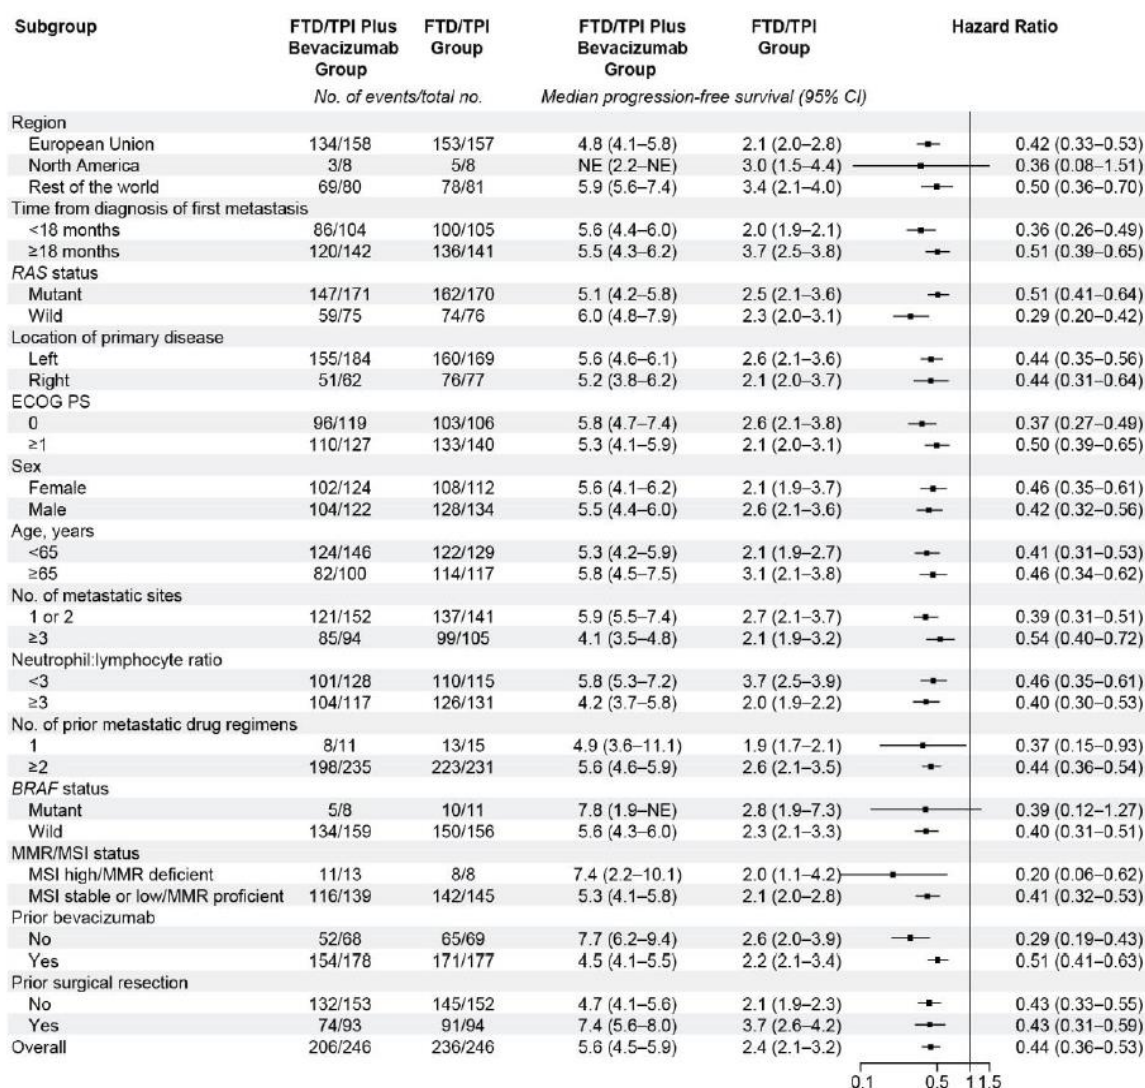 Subgroup FTD/TPI Plus Bevacizumab Group FTD/TPI Group FTD/TPI Plus Bevacizumab Group FTD/TPI Group Hazard Ratio
No. of events/total no. Median progression-free survival (95% CI)
Region
European Union 134/158 153/157 4.8 (4.1–5.8) 2.1 (2.0–2.8) 0.42 (0.33–0.53)
North America 3/8 5/8 NE (2.2–NE) 3.0 (1.5–4.4) 0.36 (0.08–1.51)
Rest of the world 69/80 78/81 5.9 (5.6–7.4) 3.4 (2.1–4.0) 0.50 (0.36–0.70)
Time from diagnosis of first metastasis
<18 months 86/104 100/105 5.6 (4.4–6.0) 2.0 (1.9–2.1) 0.36 (0.26–0.49)
≥18 months 120/142 136/141 5.5 (4.3–6.2) 3.7 (2.5–3.8) 0.51 (0.39–0.65)
RAS status
Mutant 147/171 162/170 5.1 (4.2–5.8) 2.5 (2.1–3.6) 0.51 (0.41–0.64)
Wild 59/75 74/76 6.0 (4.8–7.9) 2.3 (2.0–3.1) 0.29 (0.20–0.42)
Location of primary disease
Left 155/184 160/169 5.6 (4.6–6.1) 2.6 (2.1–3.6) 0.44 (0.35–0.56)
Right 51/62 76/77 5.2 (3.8–6.2) 2.1 (2.0–3.7) 0.44 (0.31–0.64)
ECOG PS
0 96/119 103/106 5.8 (4.7–7.4) 2.6 (2.1–3.8) 0.37 (0.27–0.49)
≥1 110/127 133/140 5.3 (4.1–5.9) 2.1 (2.0–3.1) 0.50 (0.39–0.65)
Sex
Female 102/124 108/112 5.6 (4.1–6.2) 2.1 (1.9–3.7) 0.46 (0.35–0.61)
Male 104/122 128/134 5.5 (4.4–6.0) 2.6 (2.1–3.6) 0.42 (0.32–0.56)
Age, years
<65 124/146 122/129 5.3 (4.2–5.9) 2.1 (1.9–2.7) 0.41 (0.31–0.53)
≥65 82/100 114/117 5.8 (4.5–7.5) 3.1 (2.1–3.8) 0.46 (0.34–0.62)
No. of metastatic sites
1 or 2 121/152 137/141 5.9 (5.5–7.4) 2.7 (2.1–3.7) 0.39 (0.31–0.51)
≥3 85/94 99/105 4.1 (3.5–4.8) 2.1 (1.9–3.2) 0.54 (0.40–0.72)
Neutrophil:lymphocyte ratio
<3 101/128 110/115 5.8 (5.3–7.2) 3.7 (2.5–3.9) 0.46 (0.35–0.61)
≥3 104/117 126/131 4.2 (3.7–5.8) 2.0 (1.9–2.2) 0.40 (0.30–0.53)
No. of prior metastatic drug regimens
1 8/11 13/15 4.9 (3.6–11.1) 1.9 (1.7–2.1) 0.37 (0.15–0.93)
≥2 198/235 223/231 5.6 (4.6–5.9) 2.6 (2.1–3.5) 0.44 (0.36–0.54)
BRAF status
Mutant 5/8 10/11 7.8 (1.9–NE) 2.8 (1.9–7.3) 0.39 (0.12–1.27)
Wild 134/159 150/156 5.6 (4.3–6.0) 2.3 (2.1–3.3) 0.40 (0.31–0.51)
MMR/MSI status
MSI high/MMR deficient 11/13 8/8 7.4 (2.2–10.1) 2.0 (1.1–4.2) 0.20 (0.06–0.62)
MSI stable or low/MMR proficient 116/139 142/145 5.3 (4.1–5.8) 2.1 (2.0–2.8) 0.41 (0.32–0.53)
Prior bevacizumab
No 52/68 65/69 7.7 (6.2–9.4) 2.6 (2.0–3.9) 0.29 (0.19–0.43)
Yes 154/178 171/177 4.5 (4.1–5.5) 2.2 (2.1–3.4) 0.51 (0.41–0.63)
Prior surgical resection
No 132/153 145/152 4.7 (4.1–5.6) 2.1 (1.9–2.3) 0.43 (0.33–0.55)
Yes 74/93 91/94 7.4 (5.6–8.0) 3.7 (2.6–4.2) 0.43 (0.31–0.59)
Overall 206/246 236/246 5.6 (4.5–5.9) 2.4 (2.1–3.2) 0.44 (0.36–0.53)
0.1 0.5 1 1.5